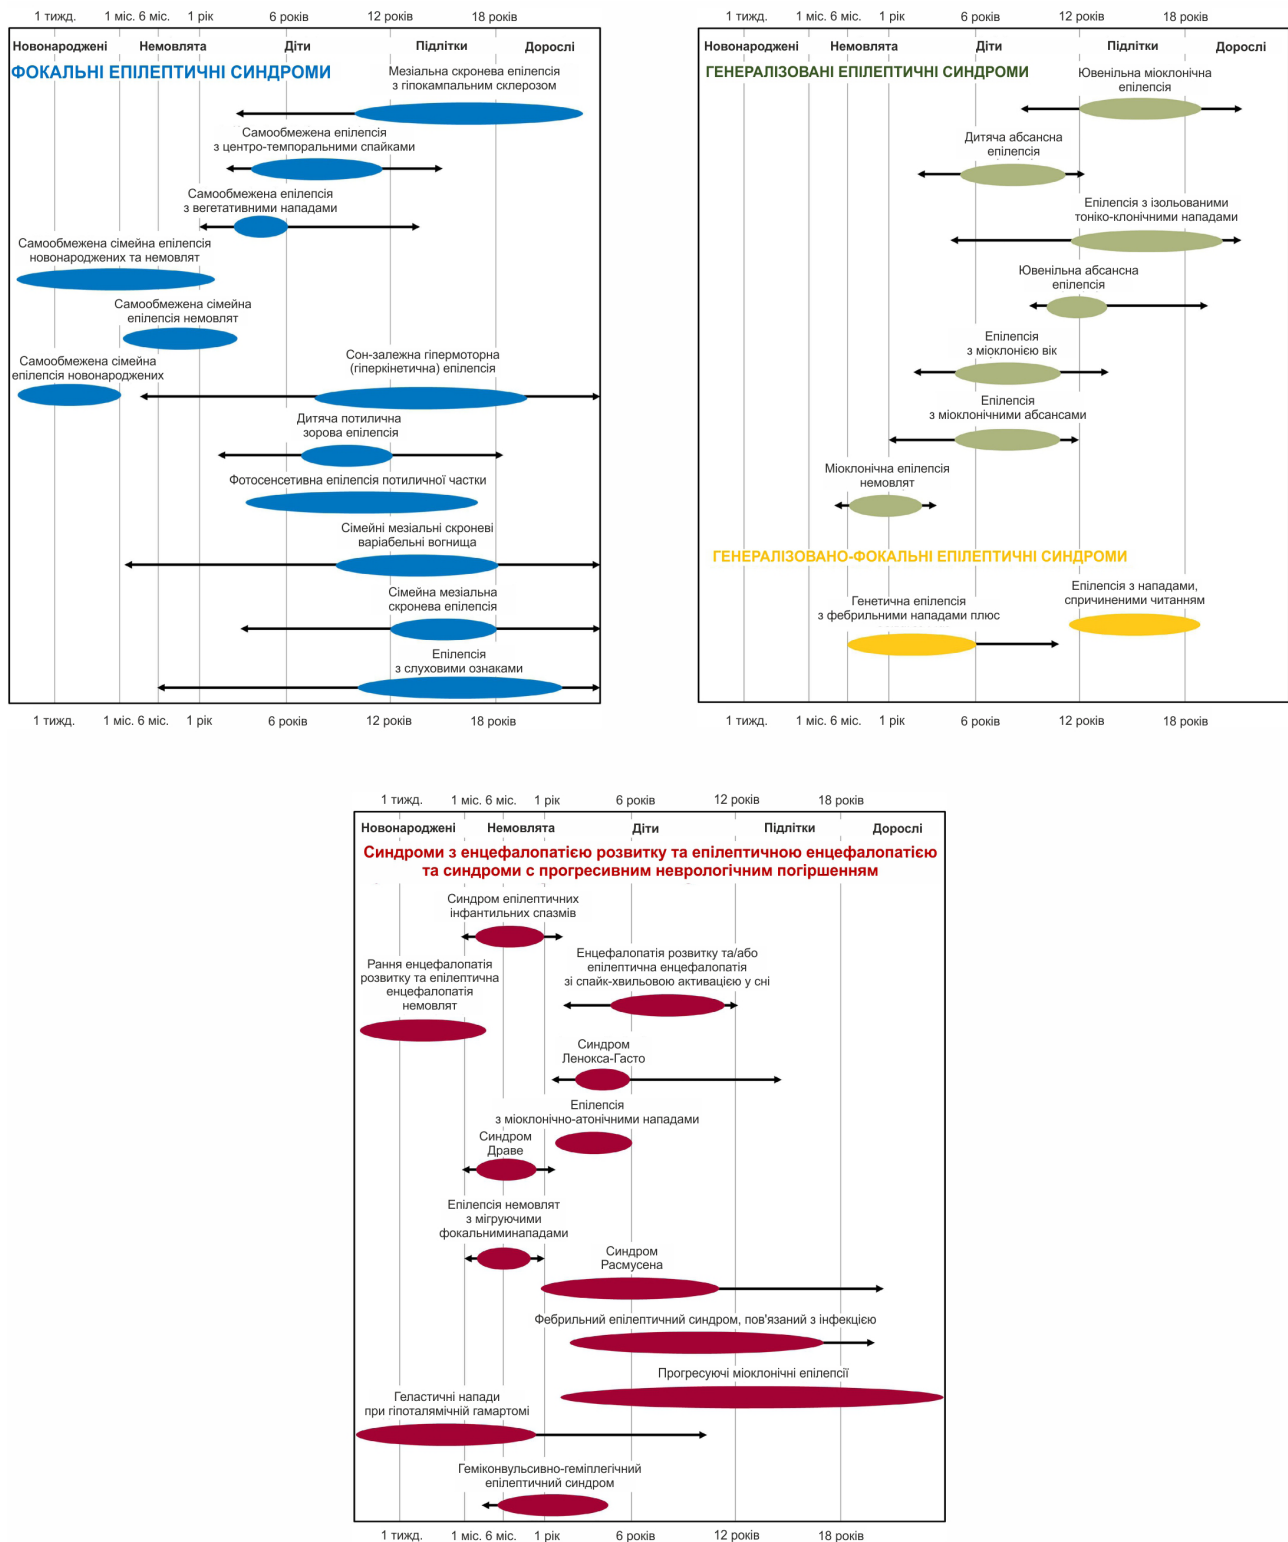 1 тижд. 1 міс. 6 міс. 1 рік 6 років 12 років 18 років
Новонароджені Немовлята Діти Підлітки Дорослі
ФОКАЛЬНІ ЕПІЛЕПТИЧНІ СИНДРОМИ
Мезіальна скронева епілепсія
з гіпокампальним склерозом
Самообмежена епілепсія
з центро-темпоральними спайками
Самообмежена епілепсія
з вегетативними нападами
Самообмежена сімейна епілепсія
новонароджених та немовлят
Самообмежена сімейна
епілепсія немовлят
Самообмежена сімейна
епілепсія новонароджених
Сон-залежна гіпермоторна
(гіперкінетична) епілепсія
Дитяча потилична
зорова епілепсія
Фотосенсетивна епілепсія потиличної частки
Сімейні мезіальні скроневі
варіабельні вогнища
Сімейна мезіальна
скронева епілепсія
Епілепсія
з слуховими ознаками
1 тижд. 1 міс. 6 міс. 1 рік 6 років 12 років 18 років
1 тижд. 1 міс. 6 міс. 1 рік 6 років 12 років 18 років
Новонароджені Немовлята Діти Підлітки Дорослі
ГЕНЕРАЛІЗОВАНІ ЕПІЛЕПТИЧНІ СИНДРОМИ
Ювенільна міоклонічна
епілепсія
Дитяча абсансна
епілепсія
Епілепсія з ізольованими
тоніко-клонічними нападами
Ювенільна абсансна
епілепсія
Епілепсія
з міоклонією вік
Епілепсія
з міоклонічними абсансами
Міоклонічна епілепсія
немовлят
ГЕНЕРАЛІЗОВАНО-ФОКАЛЬНІ ЕПІЛЕПТИЧНІ СИНДРОМИ
Епілепсія з нападами,
спричиненими читанням
Генетична епілепсія
з фебрильними нападами плюс
1 тижд. 1 міс. 6 міс. 1 рік 6 років 12 років 18 років
1 тижд. 1 міс. 6 міс. 1 рік 6 років 12 років 18 років
Новонароджені Немовлята Діти Підлітки Дорослі
Синдроми з енцефалопатією розвитку та епілептичною енцефалопатією
та синдроми с прогресивним неврологічним погіршенням
Синдром епілептичних
інфантильних спазмів
Енцефалопатія розвитку та/або
епілептична енцефалопатія
зі спайк-хвильовою активацією у сні
Рання енцефалопатія
розвитку та епілептична
енцефалопатія
немовлят
Синдром
Ленокса-Гасто
Епілепсія
з міоклонічно-атонічними нападами
Синдром
Драве
Епілепсія немовлят
з мігруючими
фокальниминападами
Синдром
Расмусена
Фебрильний епілептичний синдром, пов'язаний з інфекцією
Прогресуючі міоклонічні епілепсії
Геластичні напади
при гіпоталямічній гамартомі
Геміконвульсивно-геміплегічний
епілептичний синдром
1 тижд. 1 міс. 6 міс. 1 рік 6 років 12 років 18 років